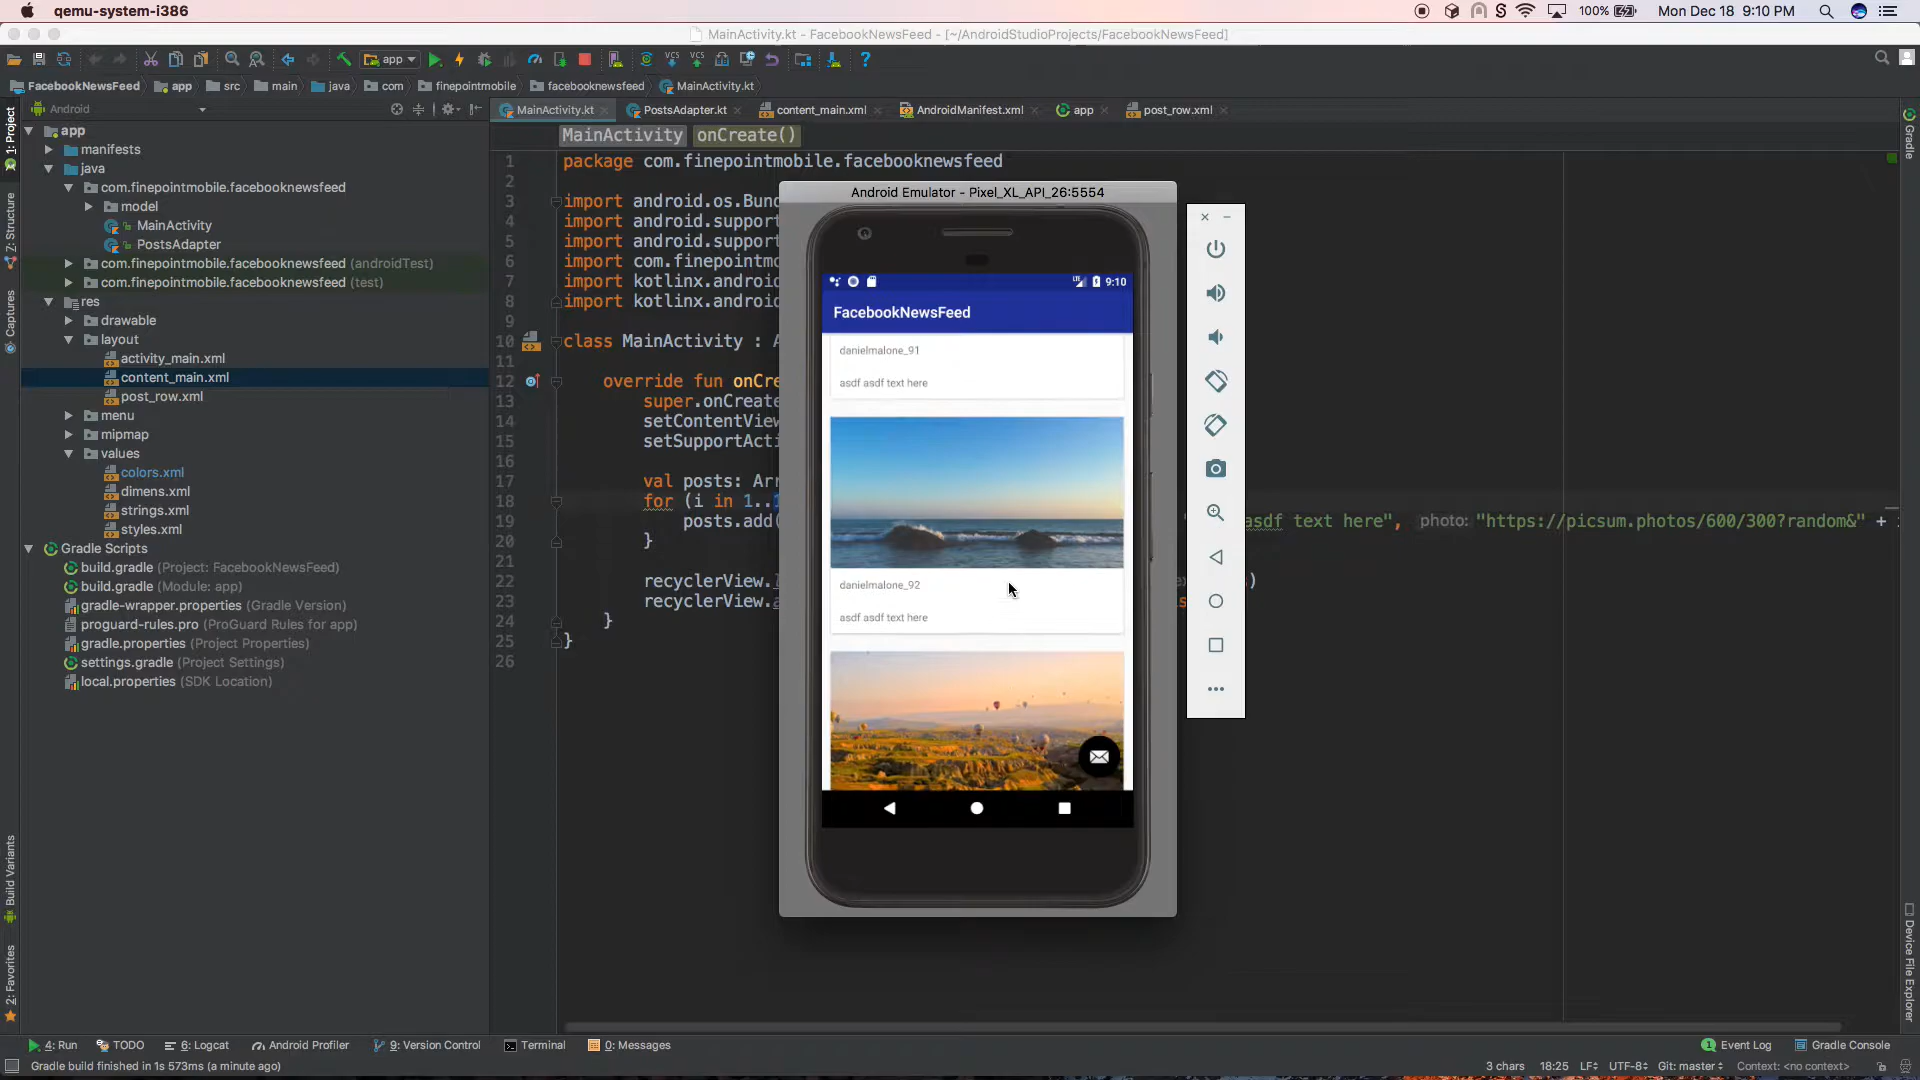 qemu-system-i386
100%
Mon Dec 18 9:10 PM
MainActivity.kt - FacebookNewsFeed - [~/AndroidStudioProjects/FacebookNewsFeed]
app
VCS
VCS
FacebookNewsFeed
app
src
main
java
com
finepointmobile
facebooknewsfeed
MainActivity.kt
Android
MainActivity.kt
PostsAdapter.kt
content_main.xml
AndroidManifest.xml
app
post_row.xml
MainActivity
onCreate()
1: Project
Z: Structure
Captures
Build Variants
2: Favorites
Gradle
Device File Explorer
app
manifests
java
com.finepointmobile.facebooknewsfeed
model
MainActivity
PostsAdapter
com.finepointmobile.facebooknewsfeed (androidTest)
com.finepointmobile.facebooknewsfeed (test)
res
drawable
layout
activity_main.xml
content_main.xml
post_row.xml
menu
mipmap
values
colors.xml
dimens.xml
strings.xml
styles.xml
Gradle Scripts
build.gradle (Project: FacebookNewsFeed)
build.gradle (Module: app)
gradle-wrapper.properties (Gradle Version)
proguard-rules.pro (ProGuard Rules for app)
gradle.properties (Project Properties)
settings.gradle (Project Settings)
local.properties (SDK Location)
1 package com.finepointmobile.facebooknewsfeed
2
3 import android.os.Bund
4 import android.support
5 import android.support
6 import com.finepointmo
7 import kotlinx.android
8 import kotlinx.android
9
10 class MainActivity : A
11
12 override fun onCre
13 super.onCreate
14 setContentView
15 setSupportActi
16
17 val posts: Arr
18 for (i in 1..
19 posts.add( asdf text here", photo: "https://picsum.photos/600/300?random&" +
20 }
21
22 recyclerView. )
23 recyclerView.a s
24 }
25 }
26
Android Emulator - Pixel_XL_API_26:5554
9:10
FacebookNewsFeed
danielmalone_91
asdf asdf text here
danielmalone_92
asdf asdf text here
4: Run
TODO
6: Logcat
Android Profiler
9: Version Control
Terminal
0: Messages
1 Event Log
Gradle Console
Gradle build finished in 1s 573ms (a minute ago)
3 chars
18:25
LF
UTF-8
Git: master
Context: <no context>